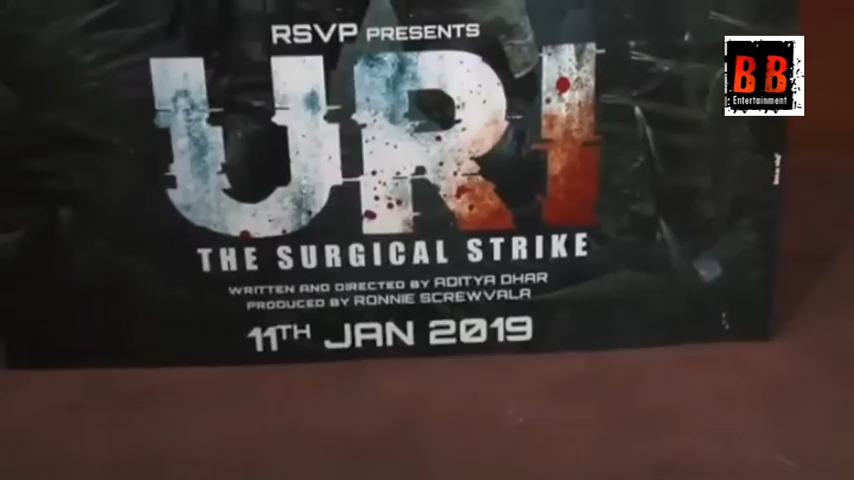 RSVP PRESENTS
URI
THE SURGICAL STRIKE
WRITTEN AND DIRECTED BY ADITYA DHAR
PRODUCED BY RONNIE SCREWVALA
11TH JAN 2019
BB
Entertainment